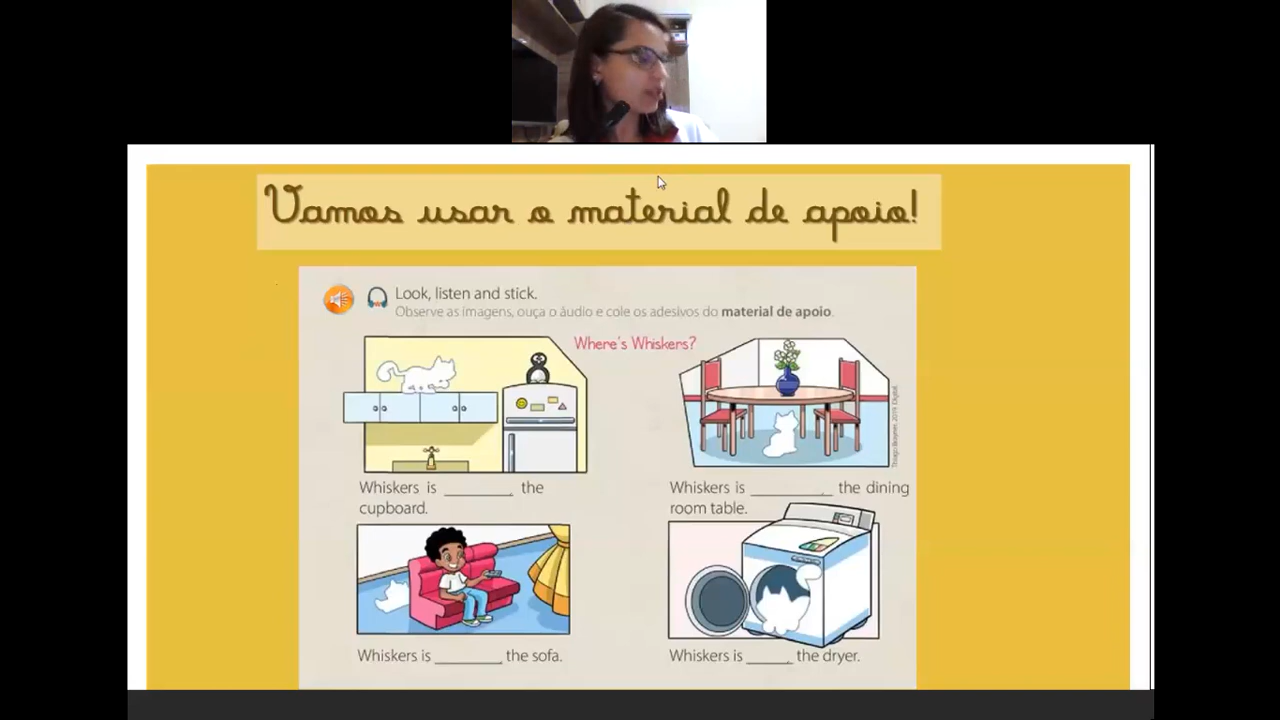 Vamos usar o material de apoio!
Look, listen and stick.
Observe as imagens, ouça o áudio e cole os adesivos do material de apoio.
Where's Whiskers?
Whiskers is ________ the
cupboard.
Whiskers is __________ the dining
room table.
Whiskers is ________ the sofa.
Whiskers is ______ the dryer.